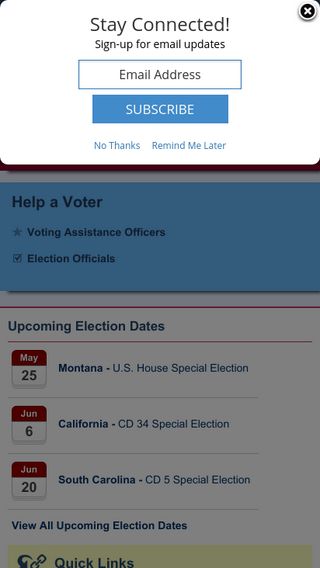 Stay Connected!
Sign-up for email updates
Email Address
SUBSCRIBE
No Thanks Remind Me Later
Help a Voter
Voting Assistance Officers
Election Officials
Upcoming Election Dates
May
25
Montana - U.S. House Special Election
Jun
6
California - CD 34 Special Election
Jun
20
South Carolina - CD 5 Special Election
View All Upcoming Election Dates
Quick Links